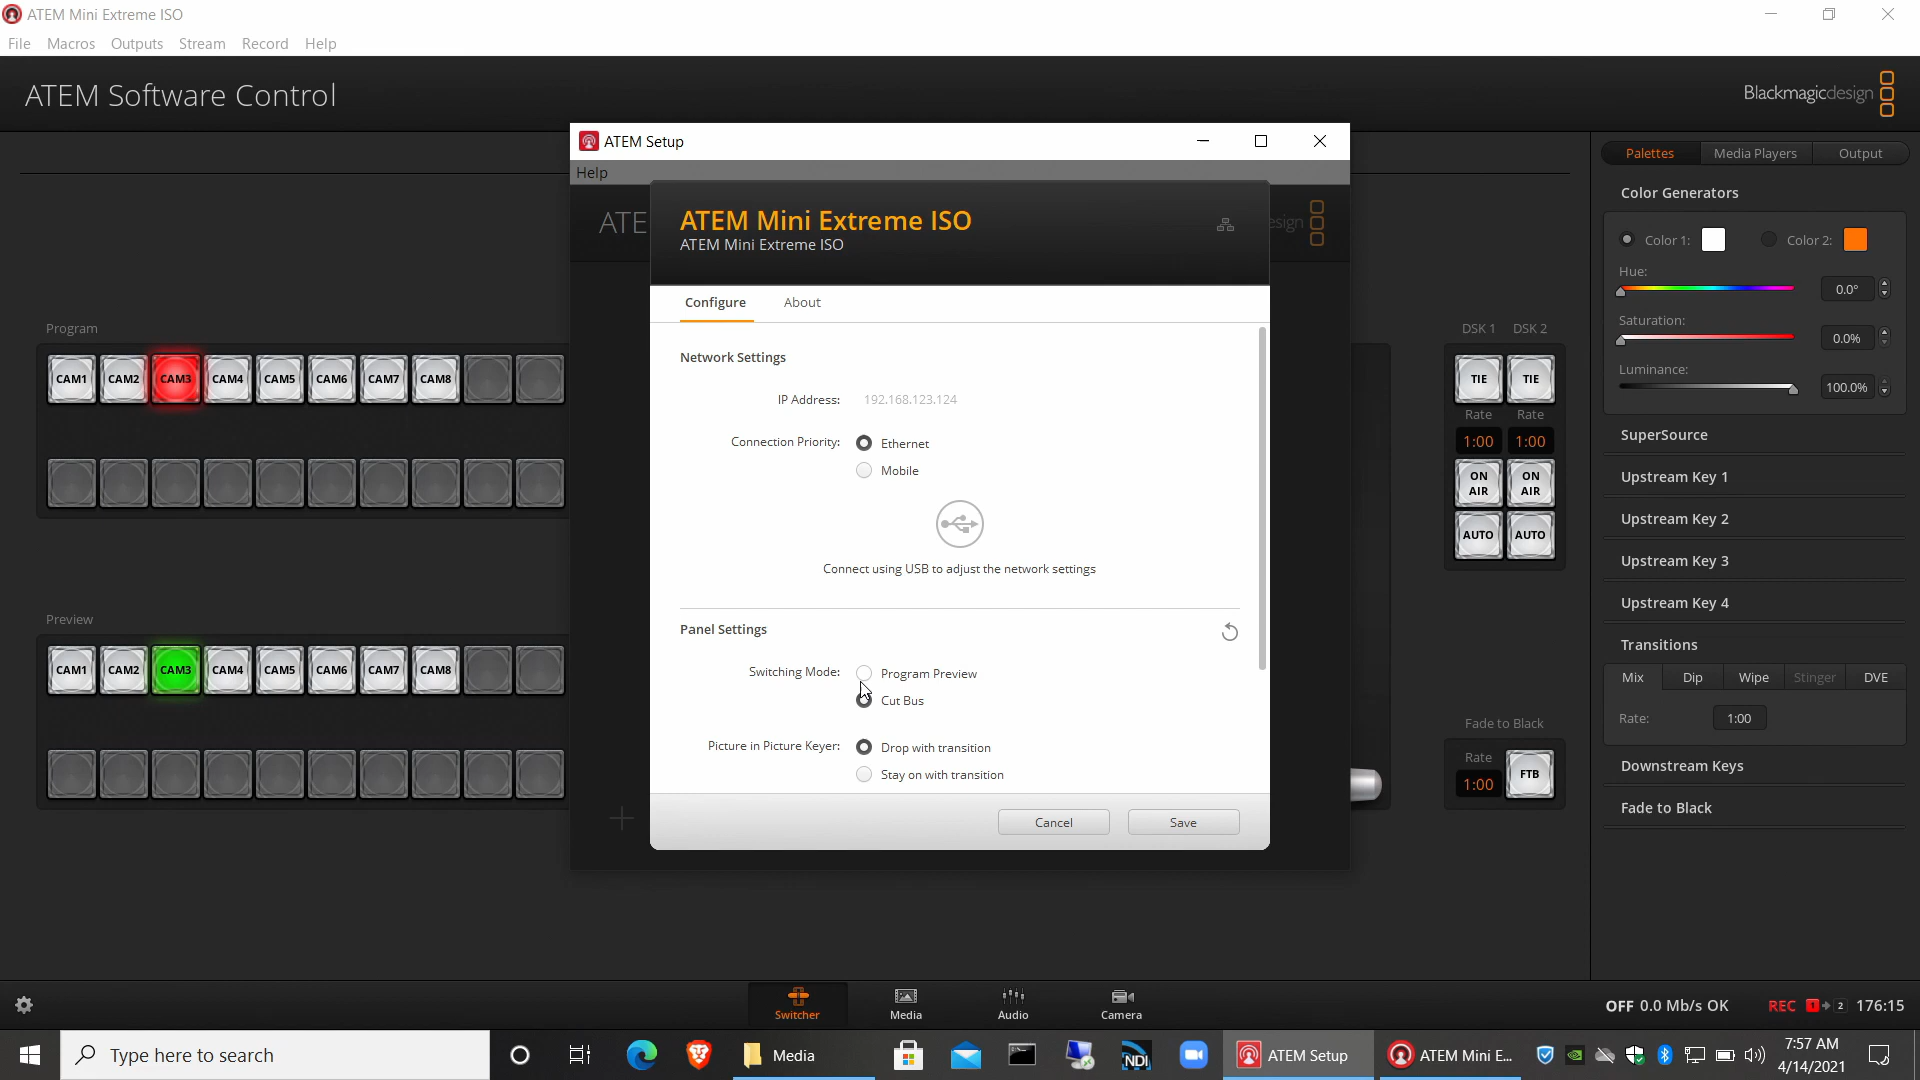 ATEM Mini Extreme ISO
File Macros Outputs Stream Record Help
ATEM Software Control
Blackmagicdesign
ATEM Setup
Help
ATE
esign
ATEM Mini Extreme ISO
ATEM Mini Extreme ISO
Configure About
Network Settings
IP Address: 192.168.123.124
Connection Priority: Ethernet
Mobile
Connect using USB to adjust the network settings
Panel Settings
Switching Mode: Program Preview
Cut Bus
Picture in Picture Keyer: Drop with transition
Stay on with transition
Cancel Save
Program
CAM1 CAM2 CAM3 CAM4 CAM5 CAM6 CAM7 CAM8
Preview
CAM1 CAM2 CAM3 CAM4 CAM5 CAM6 CAM7 CAM8
DSK 1 DSK 2
TIE TIE
Rate Rate
1:00 1:00
ON AIR ON AIR
AUTO AUTO
Fade to Black
Rate
1:00 FTB
Palettes Media Players Output
Color Generators
Color 1: Color 2:
Hue:
0.0°
Saturation:
0.0%
Luminance:
100.0%
SuperSource
Upstream Key 1
Upstream Key 2
Upstream Key 3
Upstream Key 4
Transitions
Mix Dip Wipe Stinger DVE
Rate: 1:00
Downstream Keys
Fade to Black
Switcher Media Audio Camera
OFF 0.0 Mb/s OK REC 1 2 176:15
Type here to search
Media
NDI
ATEM Setup
ATEM Mini E...
7:57 AM
4/14/2021